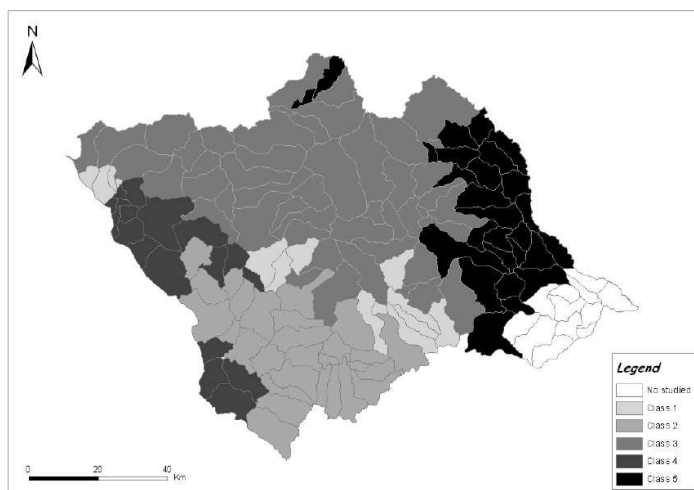 N
Legend
No studied
Class 1
Class 2
Class 3
Class 4
Class 5
0 20 40
Km